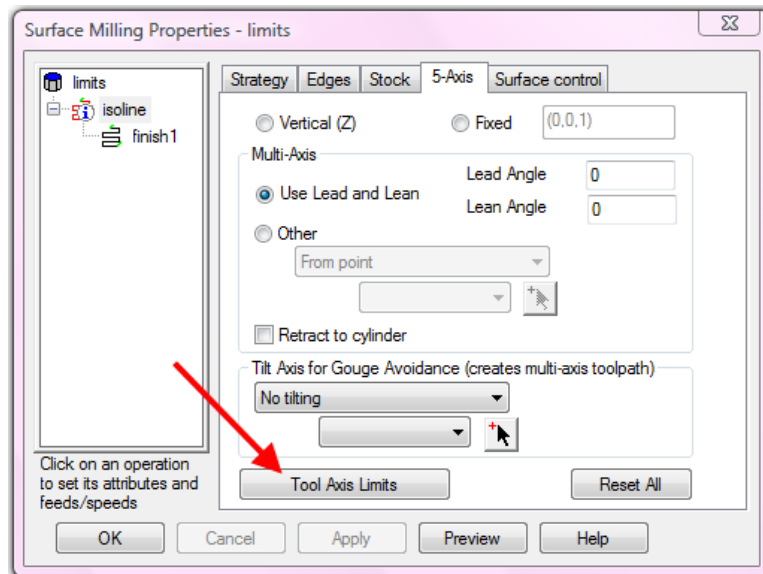 Surface Milling Properties - limits
limits
isoline
finish1
Click on an operation
to set its attributes and
feeds/speeds
Strategy Edges Stock 5-Axis Surface control
Vertical (Z) Fixed (0,0,1)
Multi-Axis
Use Lead and Lean
Lead Angle 0
Lean Angle 0
Other
From point
Retract to cylinder
Tilt Axis for Gouge Avoidance (creates multi-axis toolpath)
No tilting
Tool Axis Limits Reset All
OK Cancel Apply Preview Help